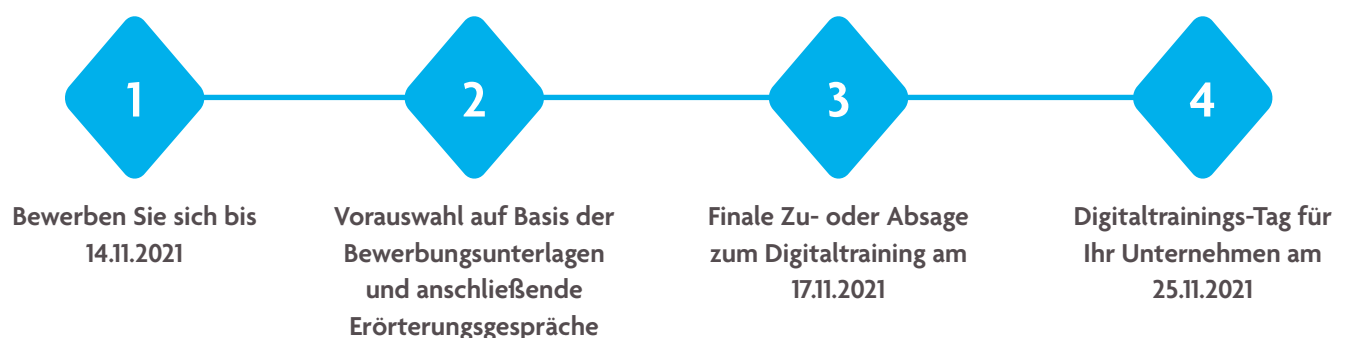 1
Bewerben Sie sich bis
14.11.2021
2
Vorauswahl auf Basis der
Bewerbungsunterlagen
und anschließende
Erörterungsgespräche
3
Finale Zu- oder Absage
zum Digitaltraining am
17.11.2021
4
Digitaltrainings-Tag für
Ihr Unternehmen am
25.11.2021